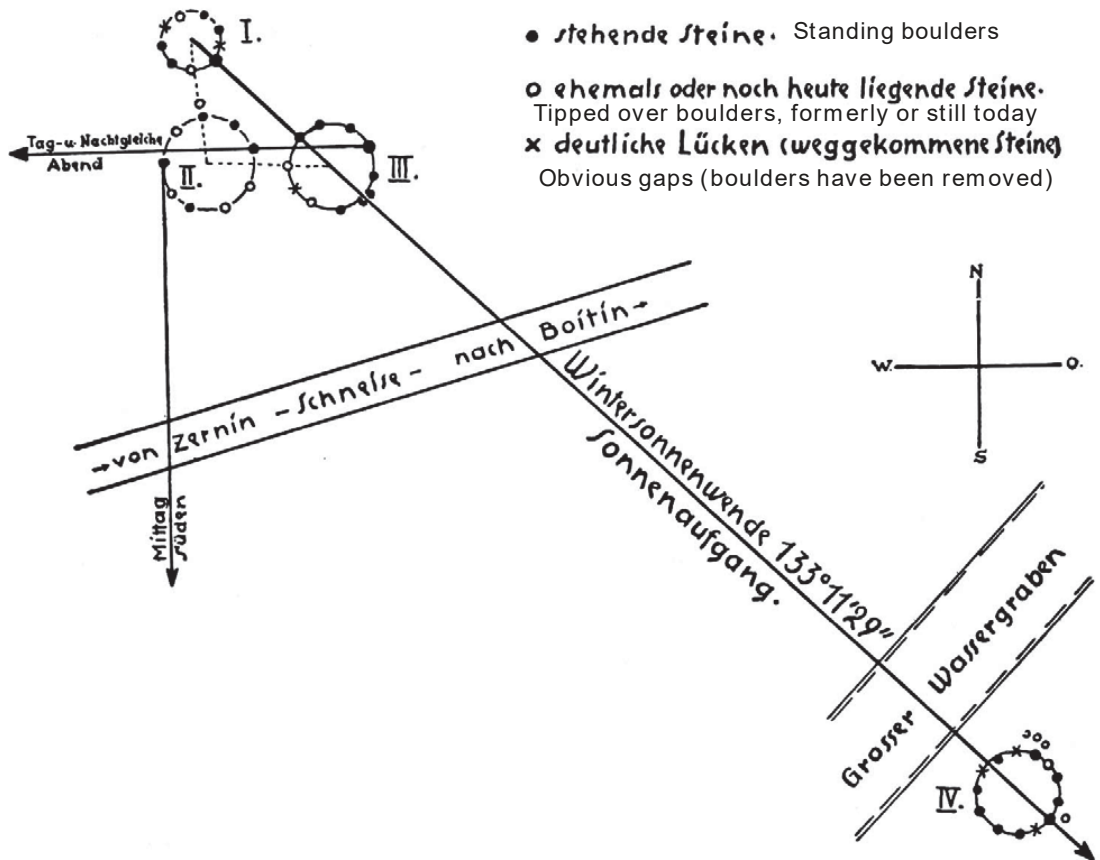 I.
● stehende Steine. Standing boulders
o ehemals oder noch heute liegende Steine.
Tipped over boulders, formerly or still today
x deutliche Lücken (weggekommene Steine)
Obvious gaps (boulders have been removed)
Tag-u. Nachtgleiche
Abend
II.
III.
N
W. O.
S
→ von Zernin - Schneise - nach Boitin →
Mittag
Süden
Wintersonnenwende 133°11'29"
Sonnenaufgang.
Grosser Wassergraben
IV.